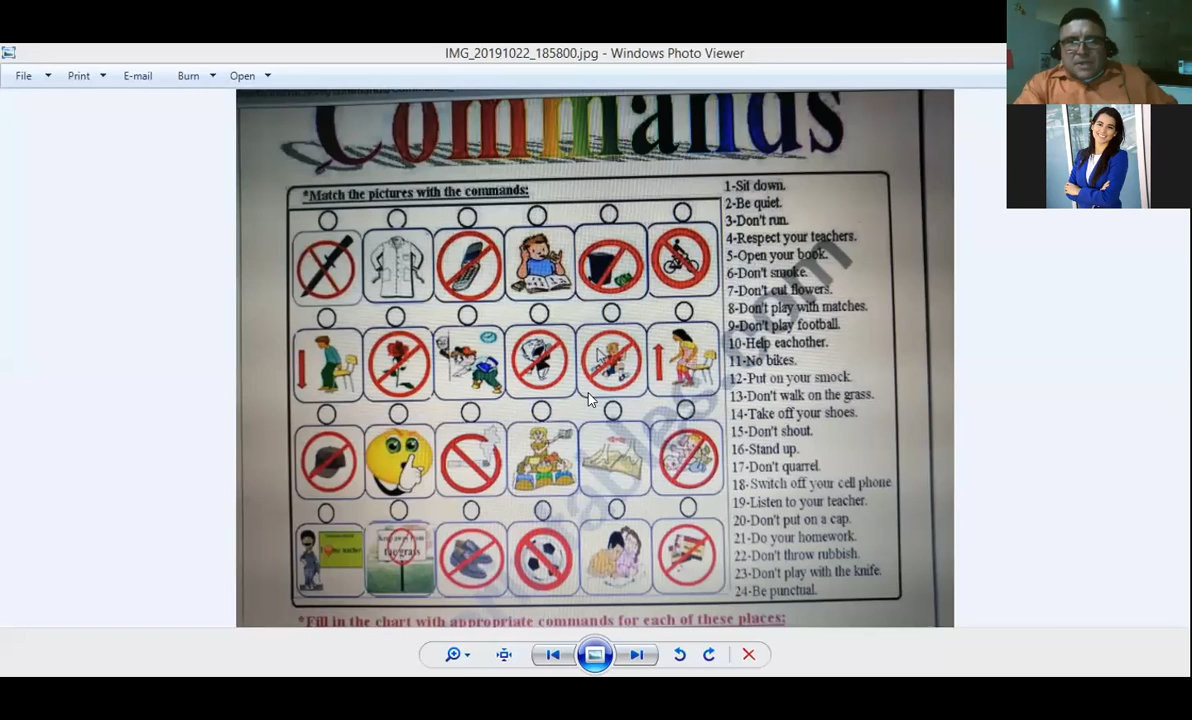 IMG_20191022_185800.jpg - Windows Photo Viewer
File Print E-mail Burn Open
Commands
*Match the pictures with the commands:
1-Sit down.
2-Be quiet.
3-Don't run.
4-Respect your teachers.
5-Open your book.
6-Don't smoke.
7-Don't cut flowers.
8-Don't play with matches.
9-Don't play football.
10-Help eachother.
11-No bikes.
12-Put on your smock.
13-Don't walk on the grass.
14-Take off your shoes.
15-Don't shout.
16-Stand up.
17-Don't quarrel.
18-Switch off your cell phone
19-Listen to your teacher.
20-Don't put on a cap.
21-Do your homework.
22-Don't throw rubbish.
23-Don't play with the knife.
24-Be punctual.
the grass
*Fill in the chart with appropriate commands for each of these places: